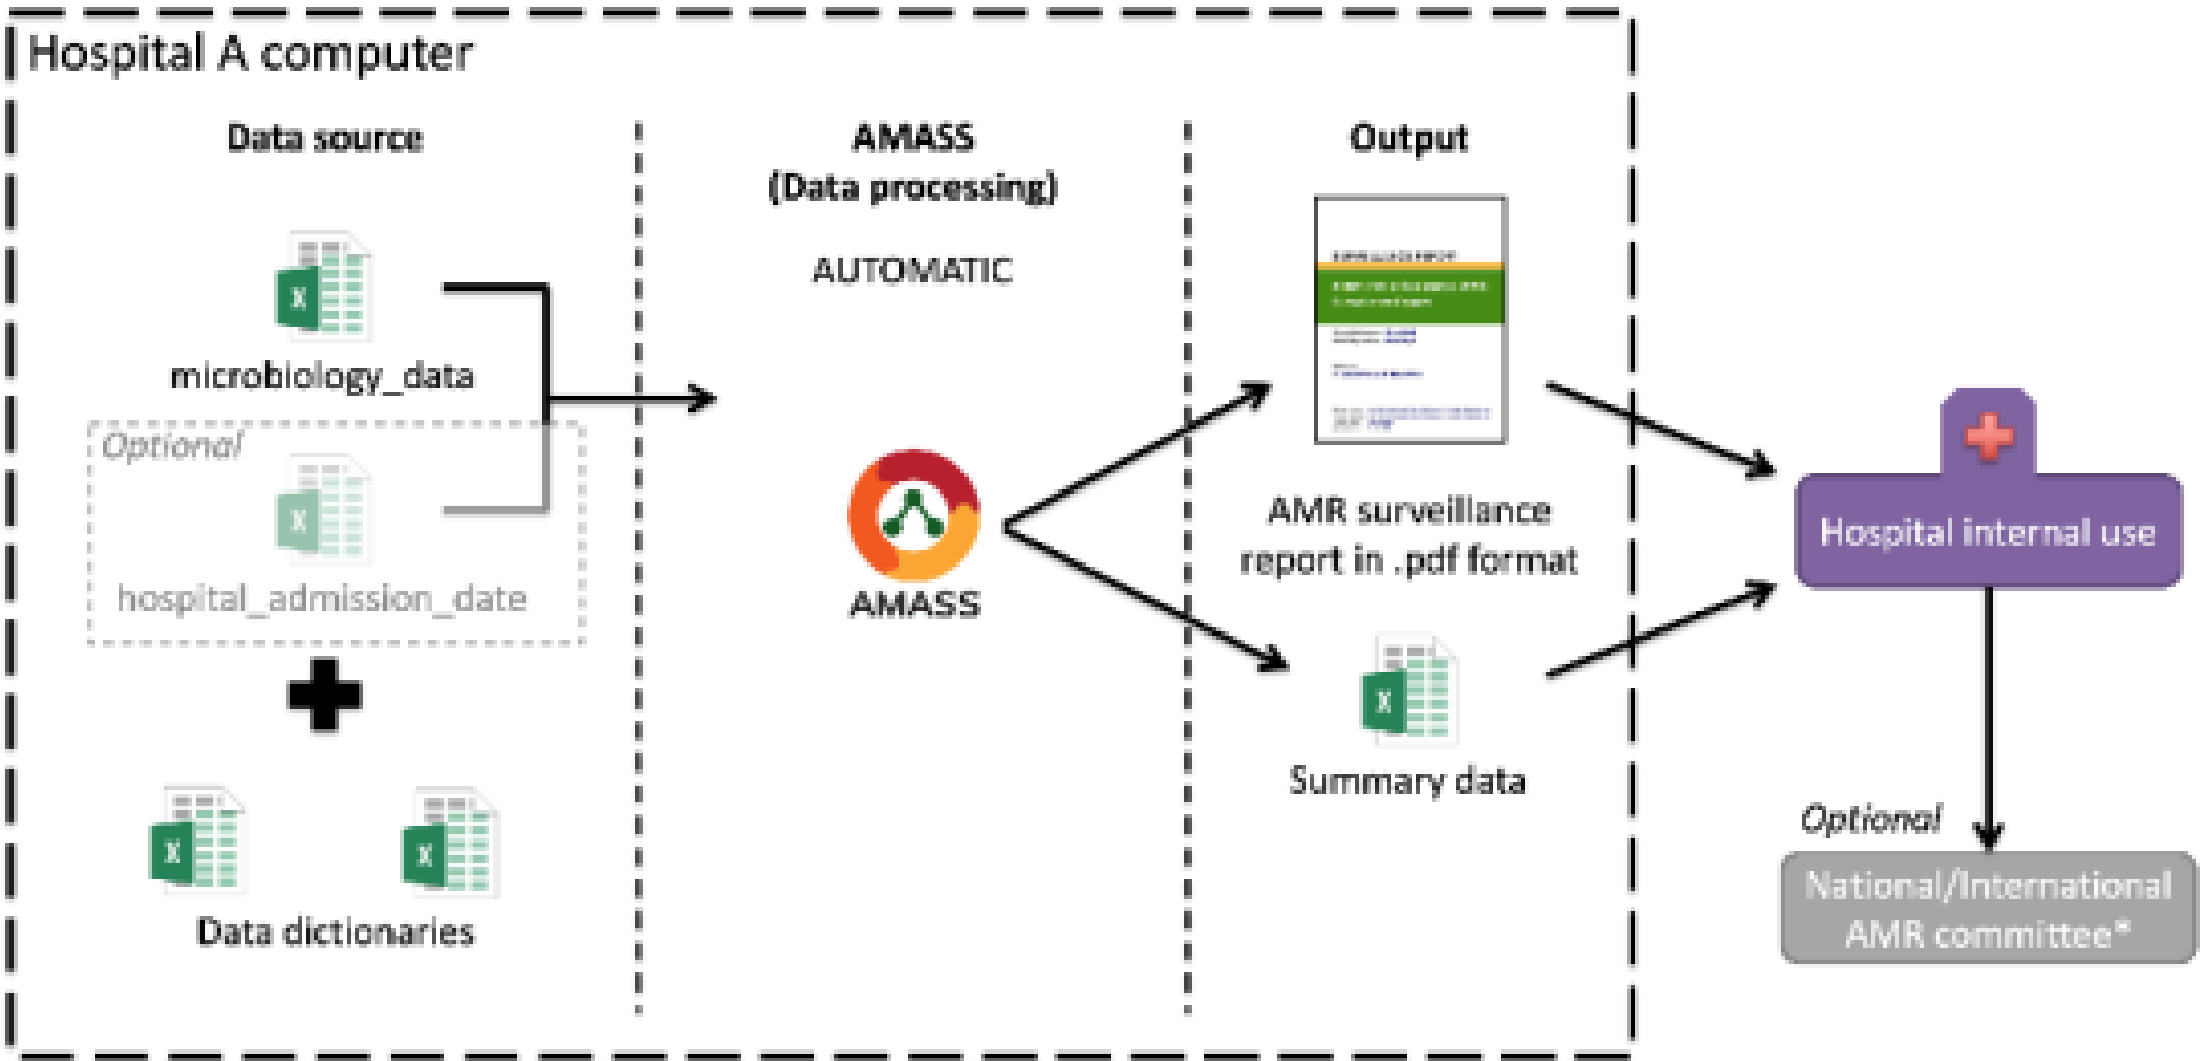 Hospital A computer
Data source
microbiology_data
Optional
hospital_admission_date
Data dictionaries
AMASS
(Data processing)
AUTOMATIC
AMASS
Output
AMR surveillance
report in .pdf format
Summary data
Hospital internal use
Optional
National/International
AMR committee*